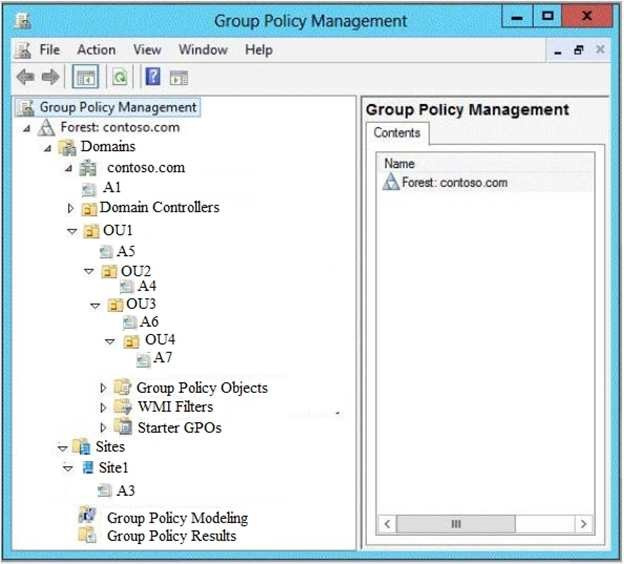 Group Policy Management
File Action View Window Help
Group Policy Management
Forest: contoso.com
Domains
contoso.com
A1
Domain Controllers
OU1
A5
OU2
A4
OU3
A6
OU4
A7
Group Policy Objects
WMI Filters
Starter GPOs
Sites
Site1
A3
Group Policy Modeling
Group Policy Results
Group Policy Management
Contents
Name
Forest: contoso.com